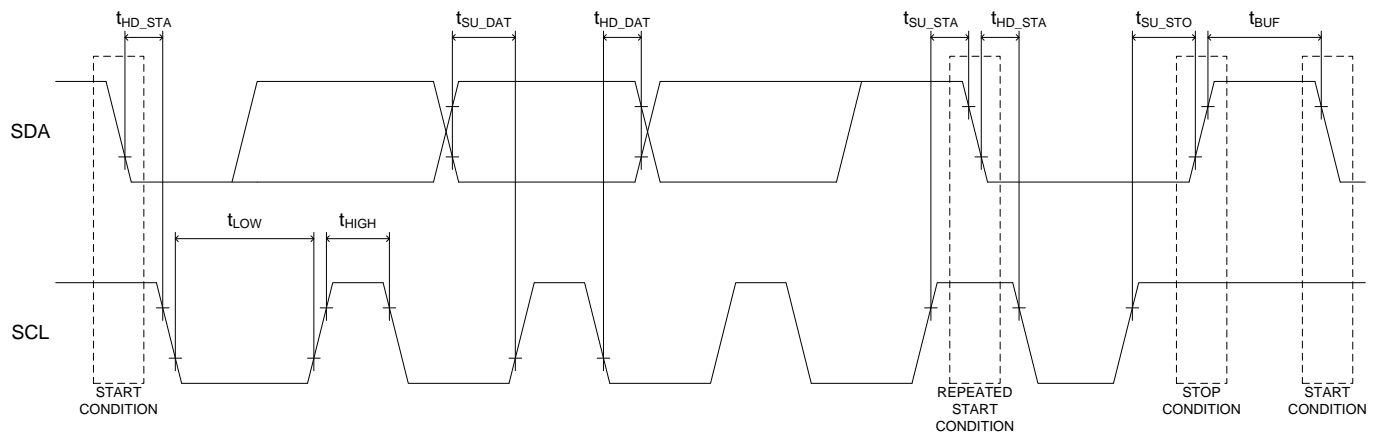 tHD_STA
tSU_DAT
tHD_DAT
tSU_STA
tHD_STA
tSU_STO
tBUF
SDA
tLOW
tHIGH
SCL
START
CONDITION
REPEATED
START
CONDITION
STOP
CONDITION
START
CONDITION